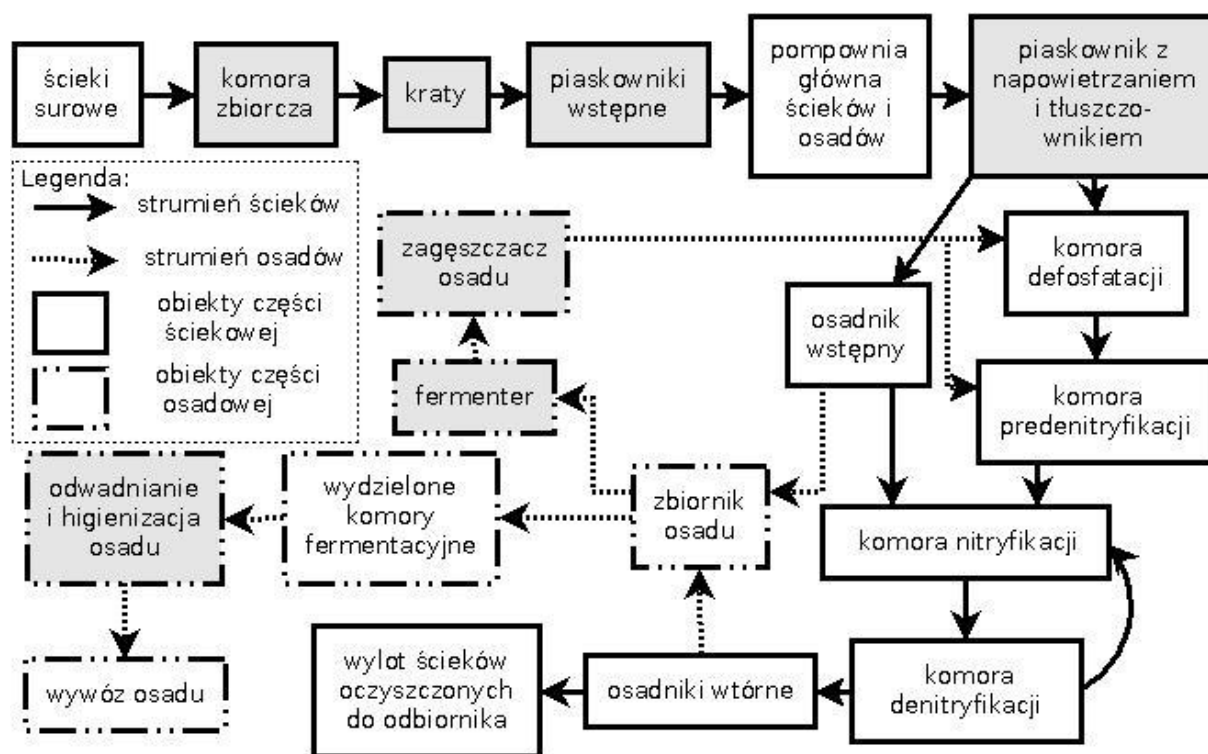 ścieki
surowe
komora
zbiorcza
kraty
piaskowniki
wstępne
pompownia
główna
ścieków i
osadów
piaskownik z
napowietrzaniem
i tłuszczo-
wnikiem
Legenda:
strumień ścieków
strumień osadów
obiekty części
ściekowej
obiekty części
osadowej
zagęszczacz
osadu
komora
defosfatacji
osadnik
wstępny
fermenter
komora
predenitryfikacji
odwadnianie
i higienizacja
osadu
wydzielone
komory
fermentacyjne
zbiornik
osadu
komora nitryfikacji
wywóz osadu
wylot ścieków
oczyszczonych
do odbiornika
osadniki wtórne
komora
denitryfikacji